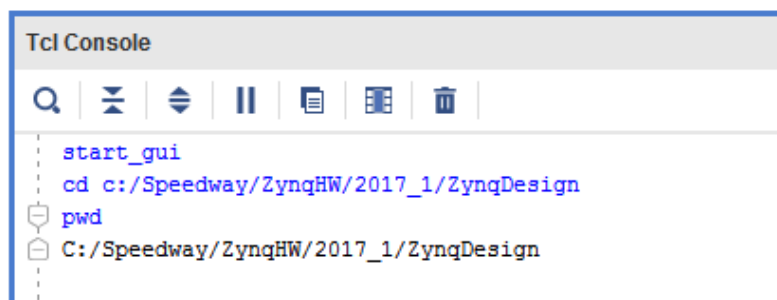 Tcl Console
start_gui
cd c:/Speedway/ZynqHW/2017_1/ZynqDesign
pwd
C:/Speedway/ZynqHW/2017_1/ZynqDesign